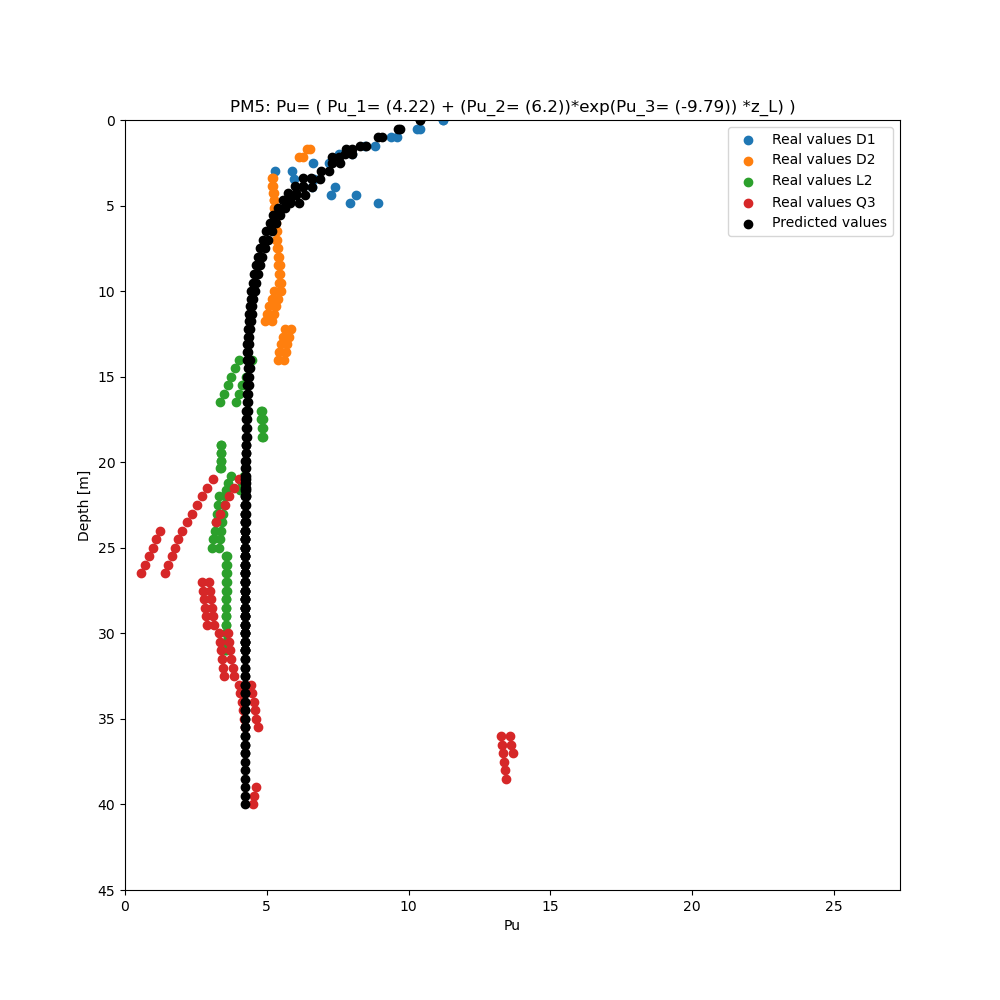 PM5: Pu= ( Pu_1= (4.22) + (Pu_2= (6.2))*exp(Pu_3= (-9.79)) *z_L) )
Real values D1
Real values D2
Real values L2
Real values Q3
Predicted values
0
5
10
15
20
25
30
35
40
45
Depth [m]
0 5 10 15 20 25
Pu